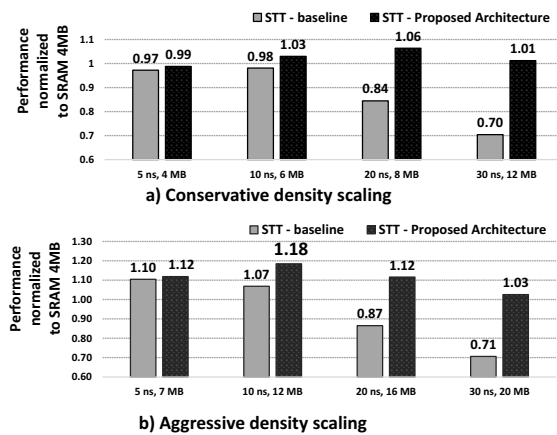 STT - baseline STT - Proposed Architecture
Performance
normalized
to SRAM 4MB
1.1
1
0.9
0.8
0.7
0.6
0.97 0.99 0.98 1.03 0.84 1.06 0.70 1.01
5 ns, 4 MB 10 ns, 6 MB 20 ns, 8 MB 30 ns, 12 MB
a) Conservative density scaling
STT - baseline STT - Proposed Architecture
Performance
normalized
to SRAM 4MB
1.30
1.20
1.10
1.00
0.90
0.80
0.70
0.60
1.10 1.12 1.07 1.18 0.87 1.12 0.71 1.03
5 ns, 7 MB 10 ns, 12 MB 20 ns, 16 MB 30 ns, 20 MB
b) Aggressive density scaling